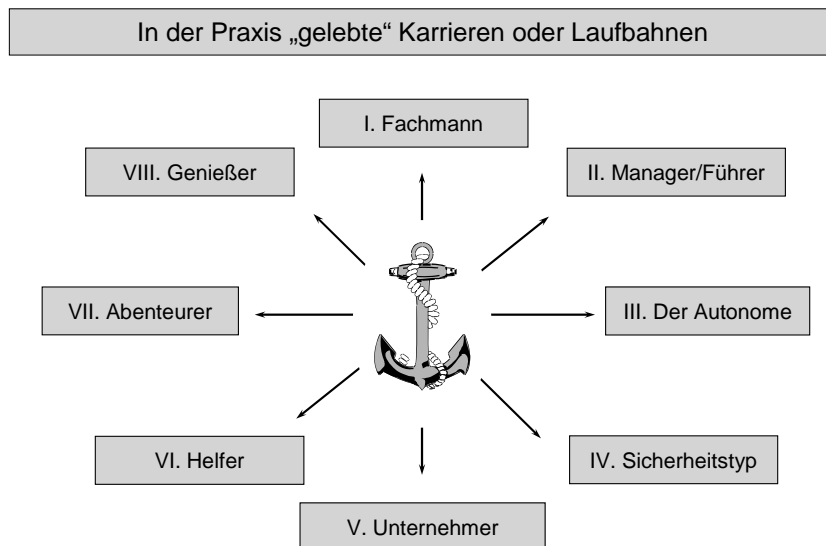 In der Praxis „gelebte“ Karrieren oder Laufbahnen
I. Fachmann
II. Manager/Führer
III. Der Autonome
IV. Sicherheitstyp
V. Unternehmer
VI. Helfer
VII. Abenteurer
VIII. Genießer